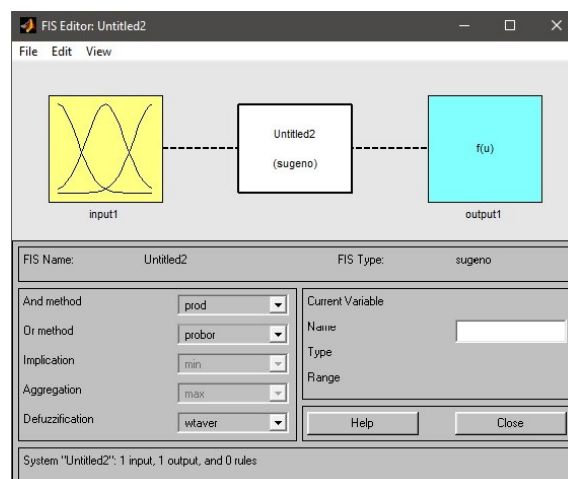 FIS Editor: Untitled2
File Edit View
Untitled2
(sugeno)
f(u)
input1
output1
FIS Name: Untitled2 FIS Type: sugeno
And method prod
Or method probor
Implication min
Aggregation max
Defuzzification wtaver
Current Variable
Name
Type
Range
Help Close
System "Untitled2": 1 input, 1 output, and 0 rules